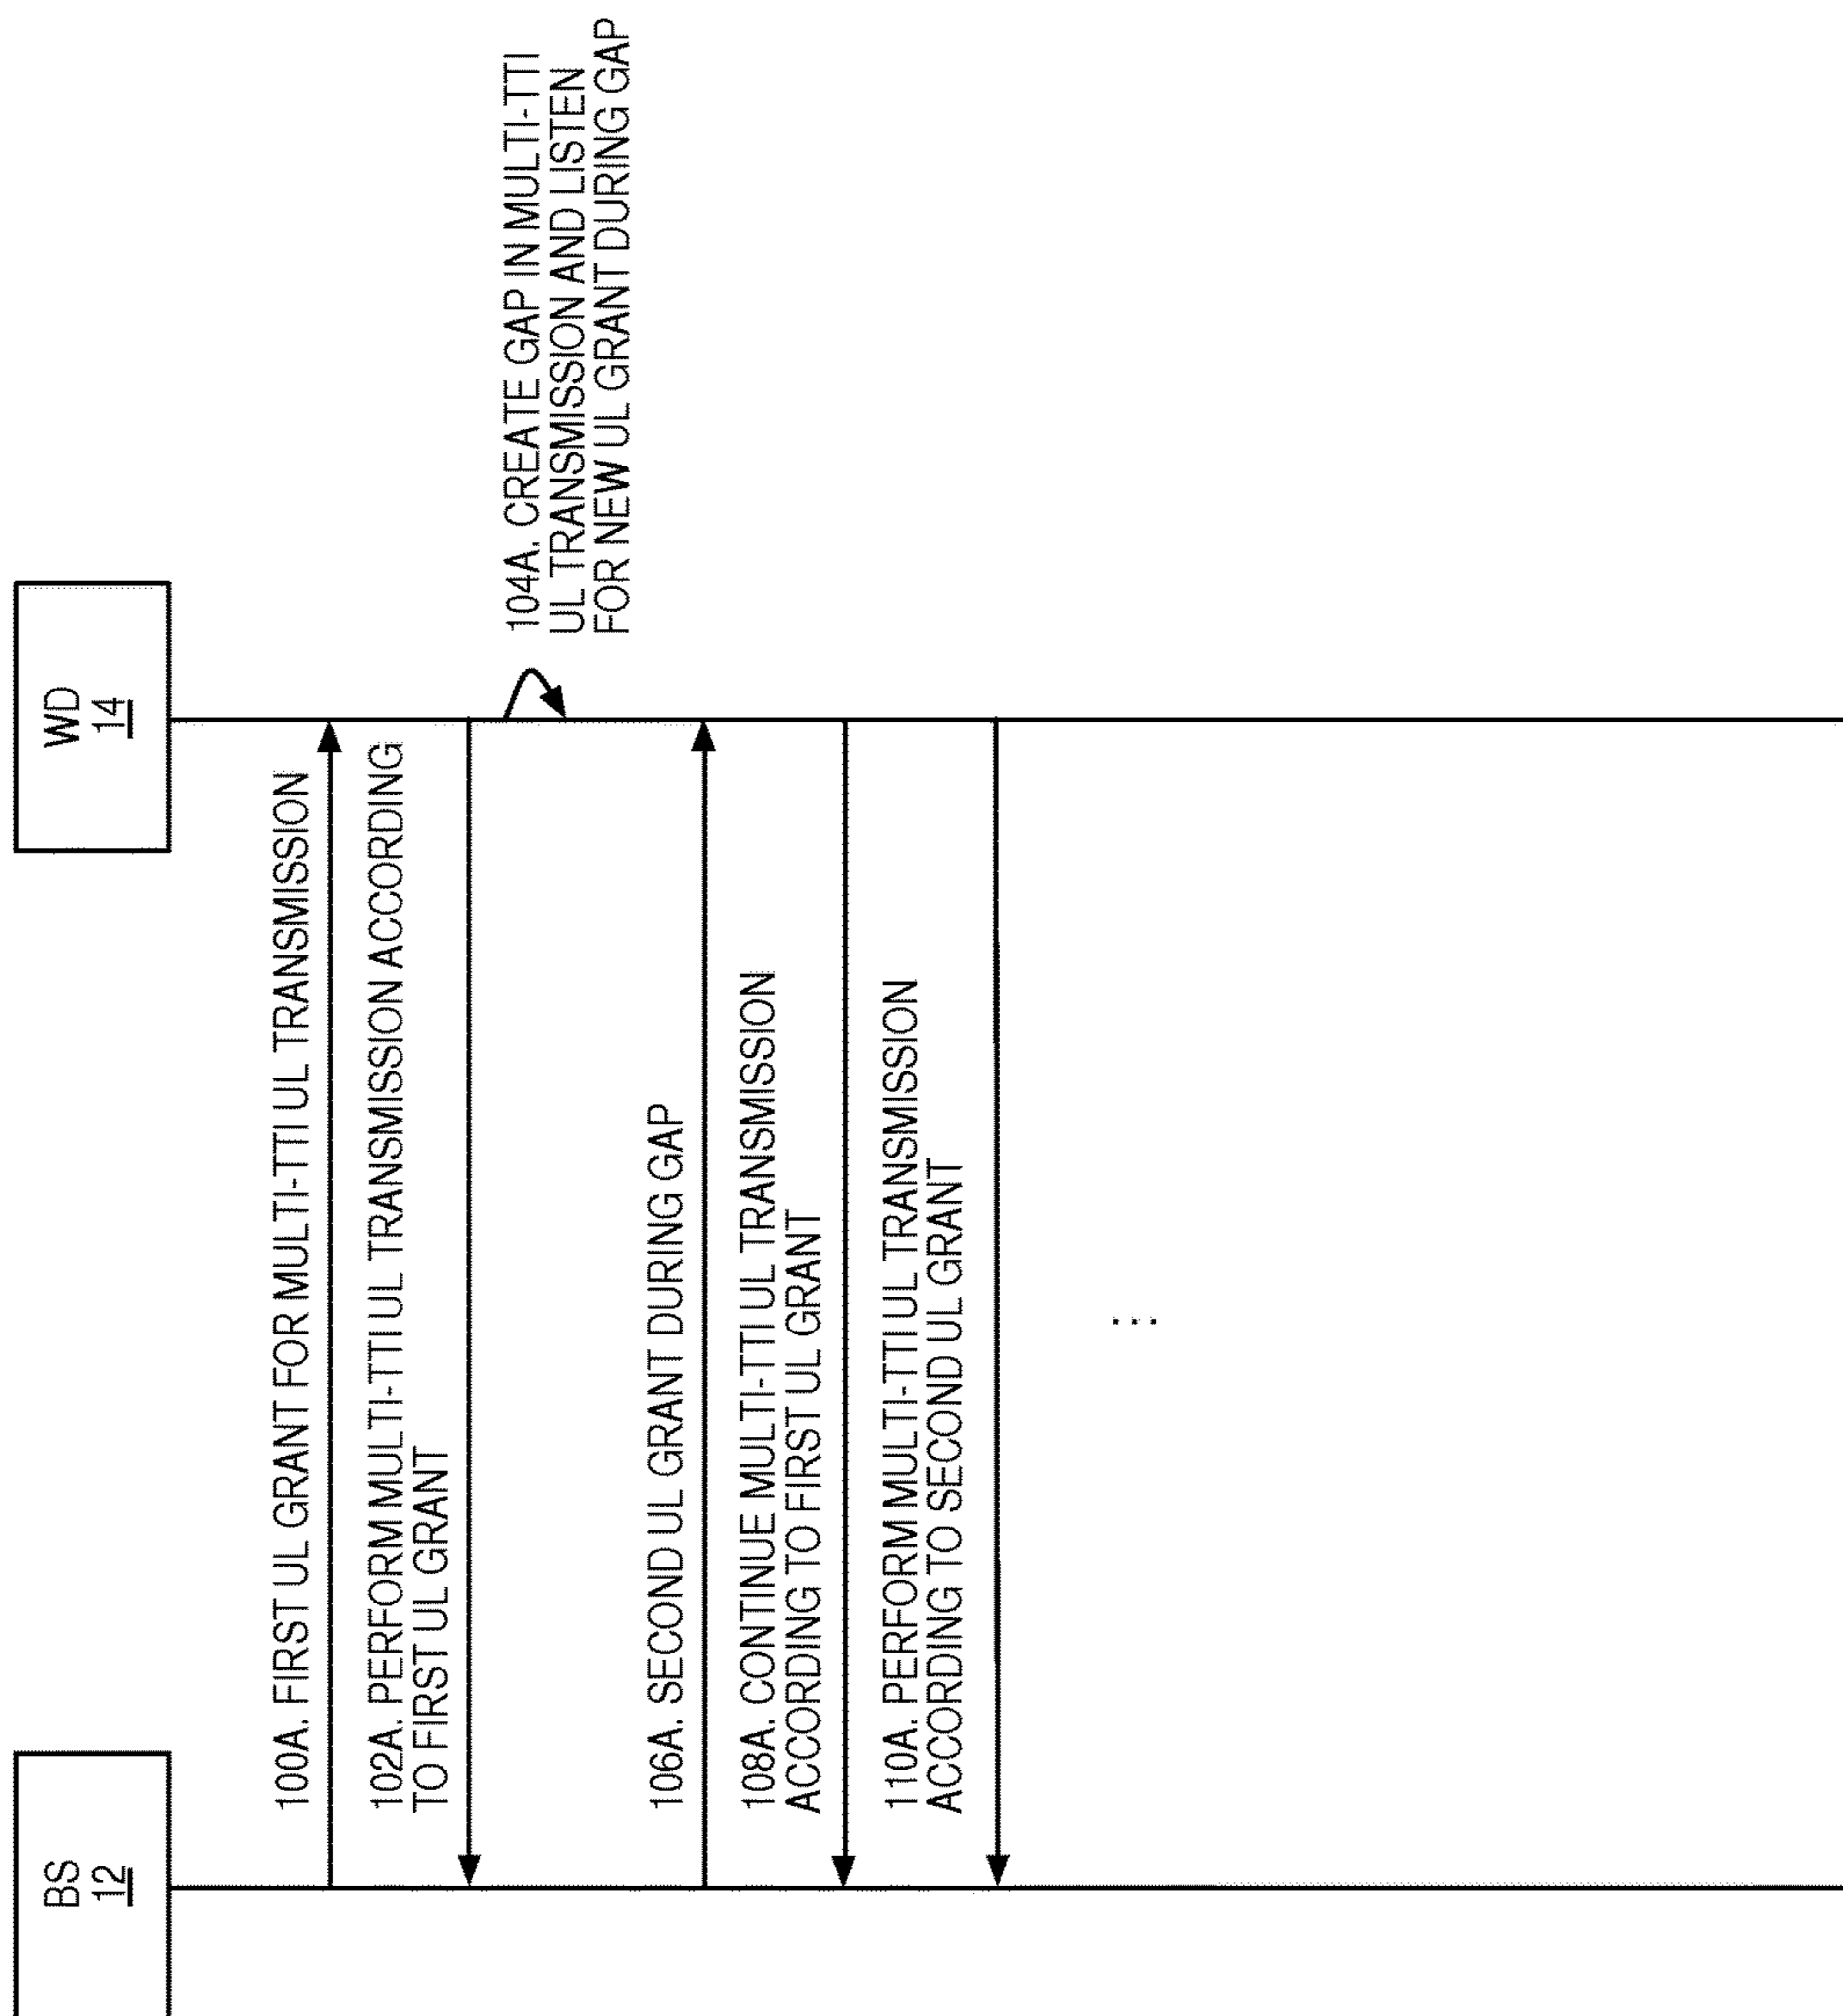 BS
12
WD
14
100A. FIRST UL GRANT FOR MULTI-TTI UL TRANSMISSION
102A. PERFORM MULTI-TTI UL TRANSMISSION ACCORDING
TO FIRST UL GRANT
104A. CREATE GAP IN MULTI-TTI
UL TRANSMISSION AND LISTEN
FOR NEW UL GRANT DURING GAP
106A. SECOND UL GRANT DURING GAP
108A. CONTINUE MULTI-TTI UL TRANSMISSION
ACCORDING TO FIRST UL GRANT
110A. PERFORM MULTI-TTI UL TRANSMISSION
ACCORDING TO SECOND UL GRANT
...